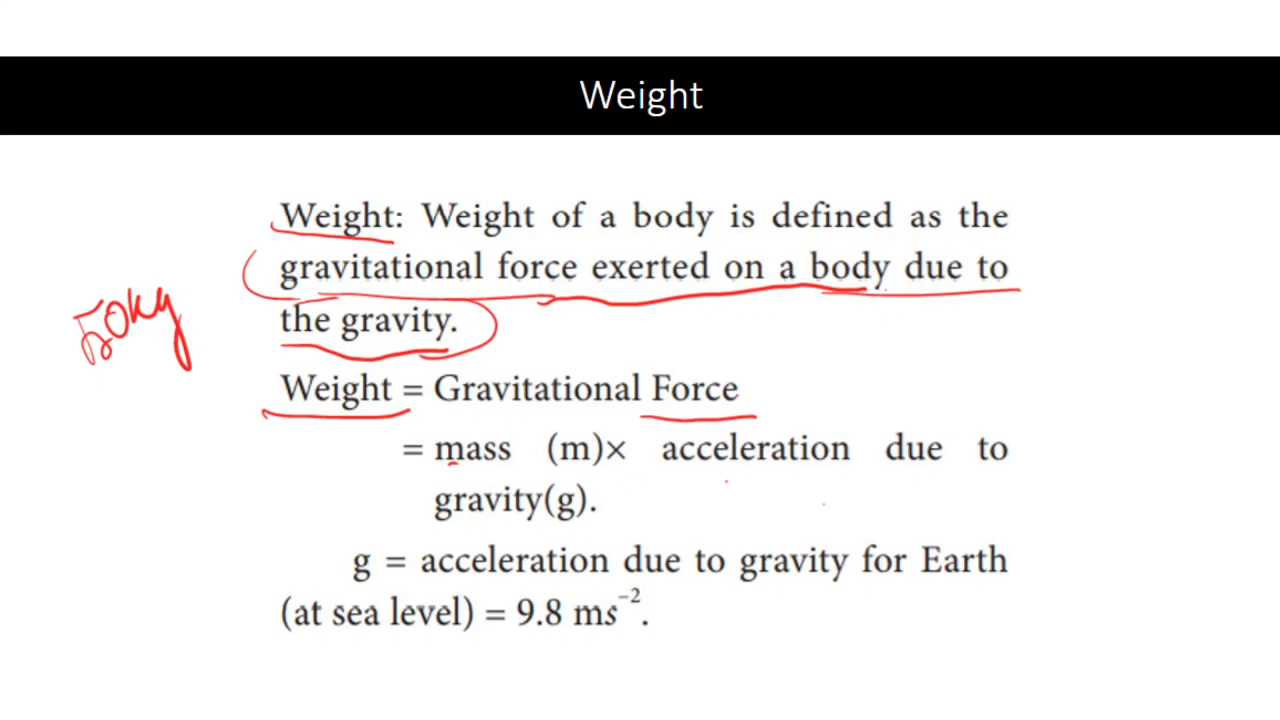 Weight
Weight: Weight of a body is defined as the
gravitational force exerted on a body due to
the gravity.
50kg
Weight = Gravitational Force
= mass (m)× acceleration due to
gravity(g).
g = acceleration due to gravity for Earth
(at sea level) = 9.8 ms⁻².